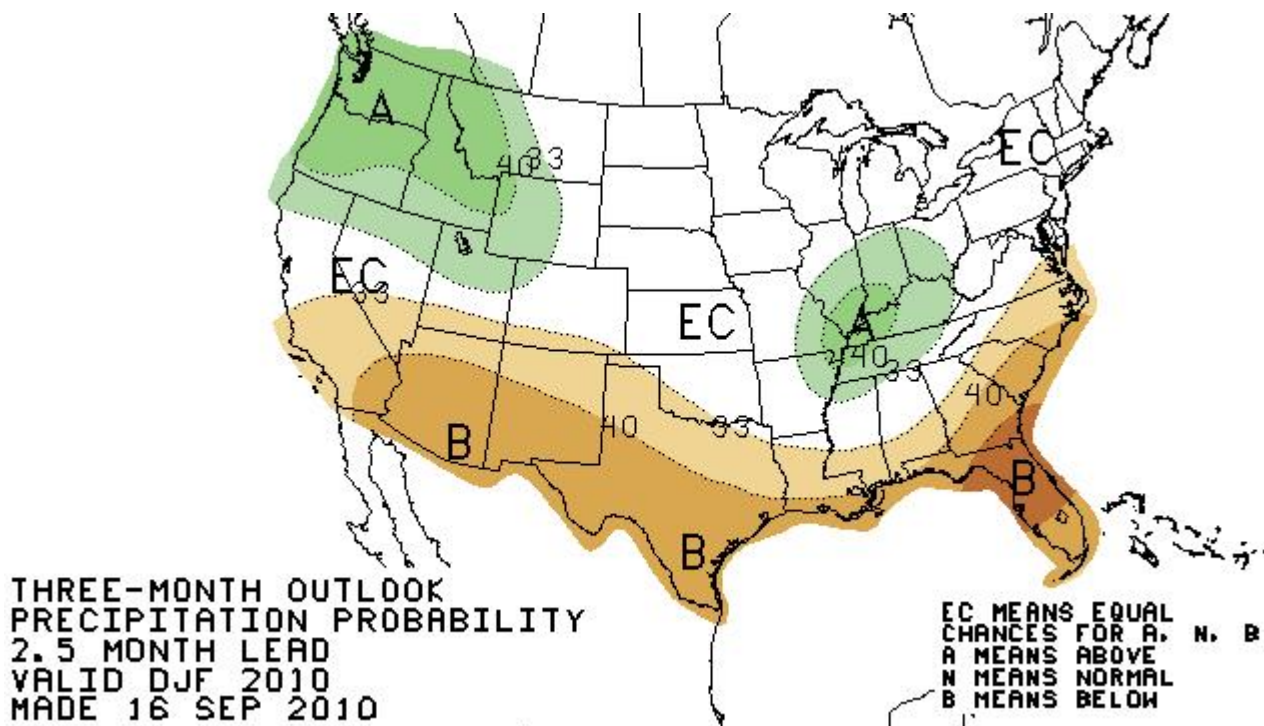 A
40 33
EC
EC
33
EC
A
40
33
40
B
40
33
B
B
THREE-MONTH OUTLOOK
PRECIPITATION PROBABILITY
2.5 MONTH LEAD
VALID DJF 2010
MADE 16 SEP 2010
EC MEANS EQUAL
CHANCES FOR A, N, B
A MEANS ABOVE
N MEANS NORMAL
B MEANS BELOW